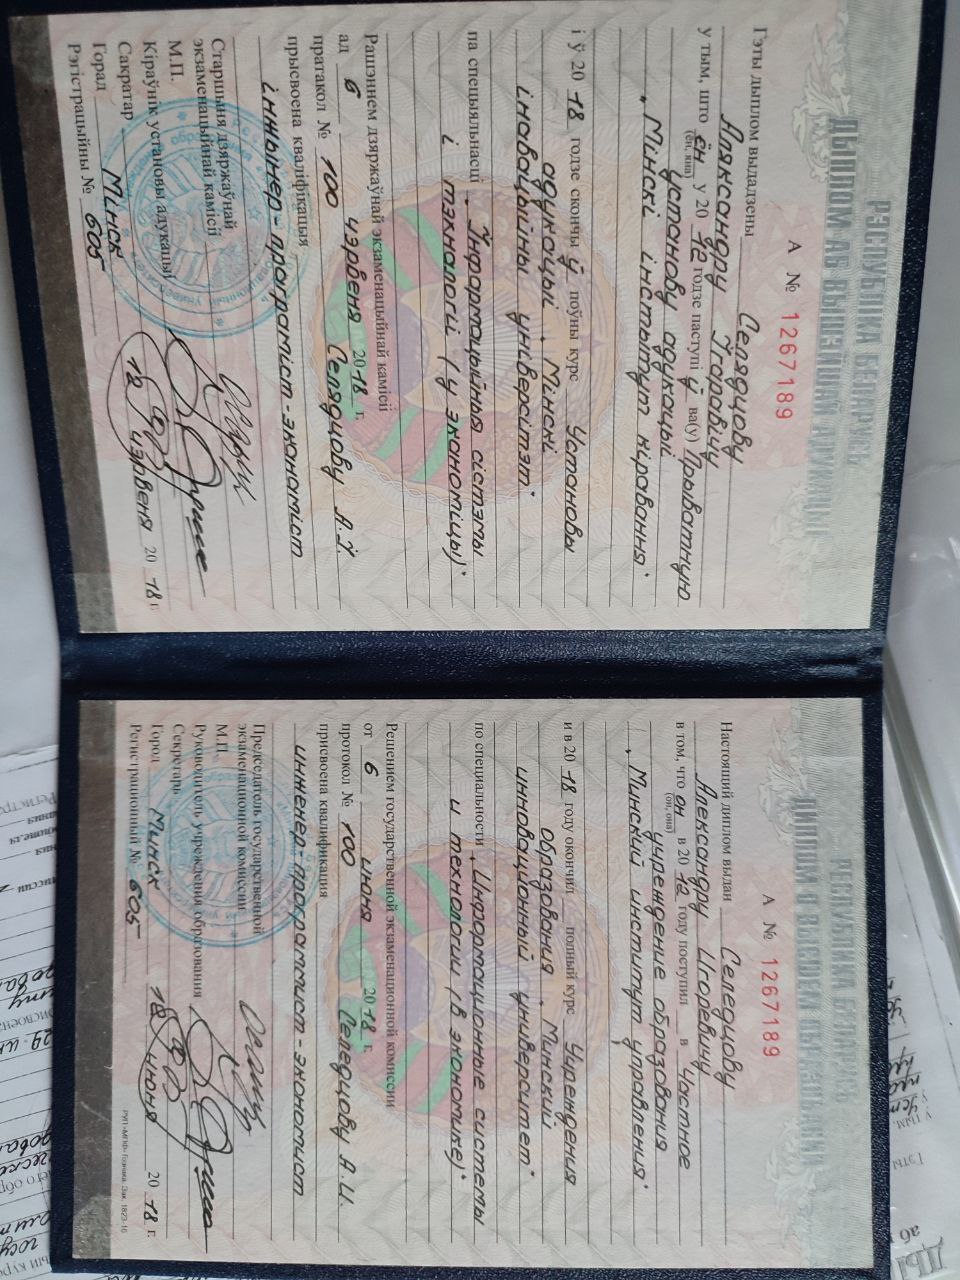 РЭСПУБЛІКА БЕЛАРУСЬ
ДЫПЛОМ АБ ВЫШЭЙШАЙ АДУКАЦЫІ
А № 1267189
Гэты дыплом выдадзены Селядцову
Аляксандру Ігаравічу
у тым, што ён у 20 12 годзе паступіў ва(у) Прыватную
(ён, яна)
установу адукацыі
"Мінскі інстытут кіравання"
і ў 20 18 годзе скончыў поўны курс Установы
адукацыі "Мінскі
інавацыйны універсітэт"
па спецыяльнасці "Інфармацыйныя сістэмы
і тэхналогіі (у эканоміцы)"
Рашэннем дзяржаўнай экзаменацыйнай камісіі
ад 6 чэрвеня 2018 г.
пратакол № 100 Селядцову А.І
прысвоена кваліфікацыя
інжынер-праграміст-эканаміст
Старшыня дзяржаўнай
экзаменацыйнай камісіі
М.П.
Кіраўнік установы адукацыі
Сакратар
Горад Мінск 12 чэрвеня 20 18 г.
Рэгістрацыйны № 605
РЕСПУБЛИКА БЕЛАРУСЬ
ДИПЛОМ О ВЫСШЕМ ОБРАЗОВАНИИ
А № 1267189
Настоящий диплом выдан Селедцову
Александру Игоревичу
в том, что он в 20 12 году поступил в Частное
(он, она)
учреждение образования
"Минский институт управления"
и в 20 18 году окончил полный курс Учреждения
образования "Минский
инновационный университет"
по специальности "Информационные системы
и технологии (в экономике)"
Решением государственной экзаменационной комиссии
от 6 июня 2018 г.
протокол № 100 Селедцову А.И.
присвоена квалификация
инженер-программист-экономист
Председатель государственной
экзаменационной комиссии
М.П.
Руководитель учреждения образования
Секретарь
Город Минск 12 июня 20 18 г.
Регистрационный № 605